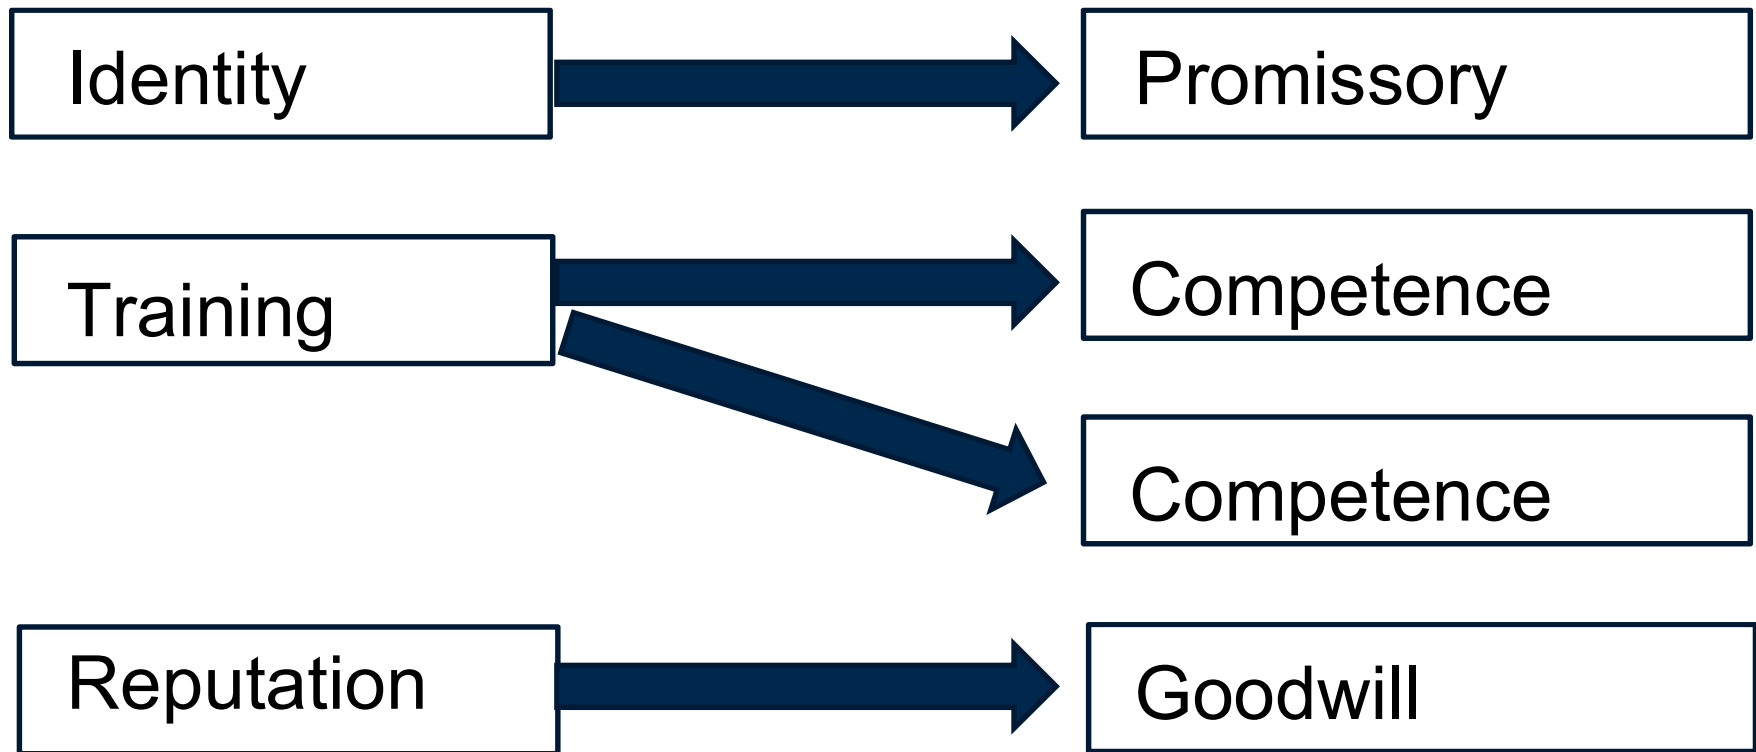 Identity
Promissory
Training
Competence
Competence
Reputation
Goodwill